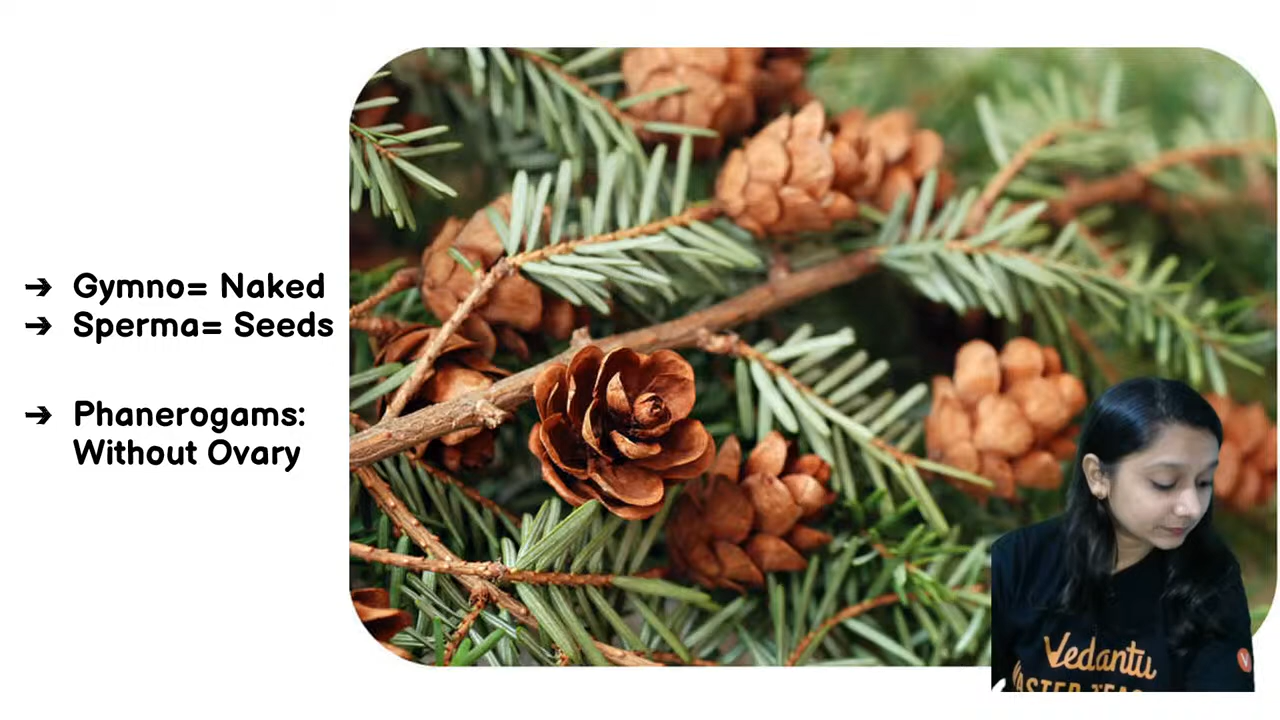 ➔ Gymno= Naked
➔ Sperma= Seeds
➔ Phanerogams:
Without Ovary
Vedantu
V